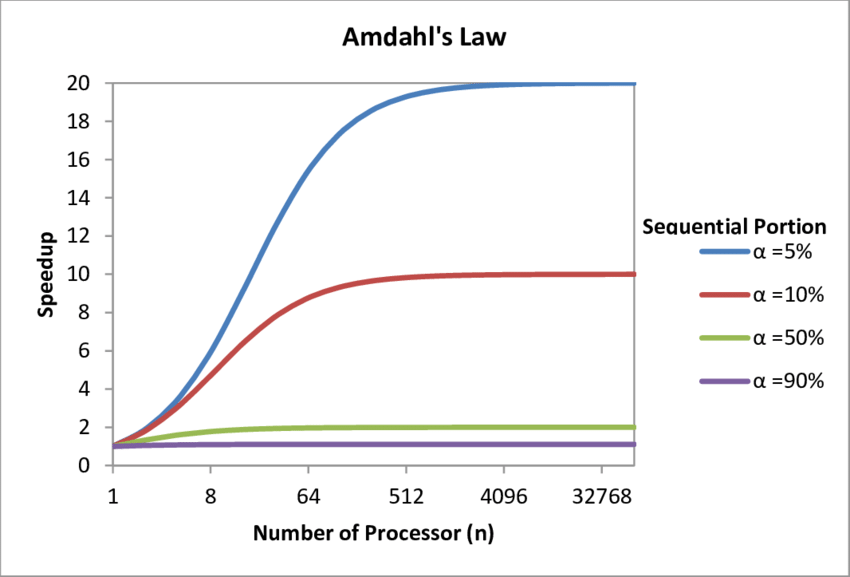 Amdahl's Law
20
18
16
14
12
10
8
6
4
2
0
Speedup
1 8 64 512 4096 32768
Number of Processor (n)
Sequential Portion
α =5%
α =10%
α =50%
α =90%